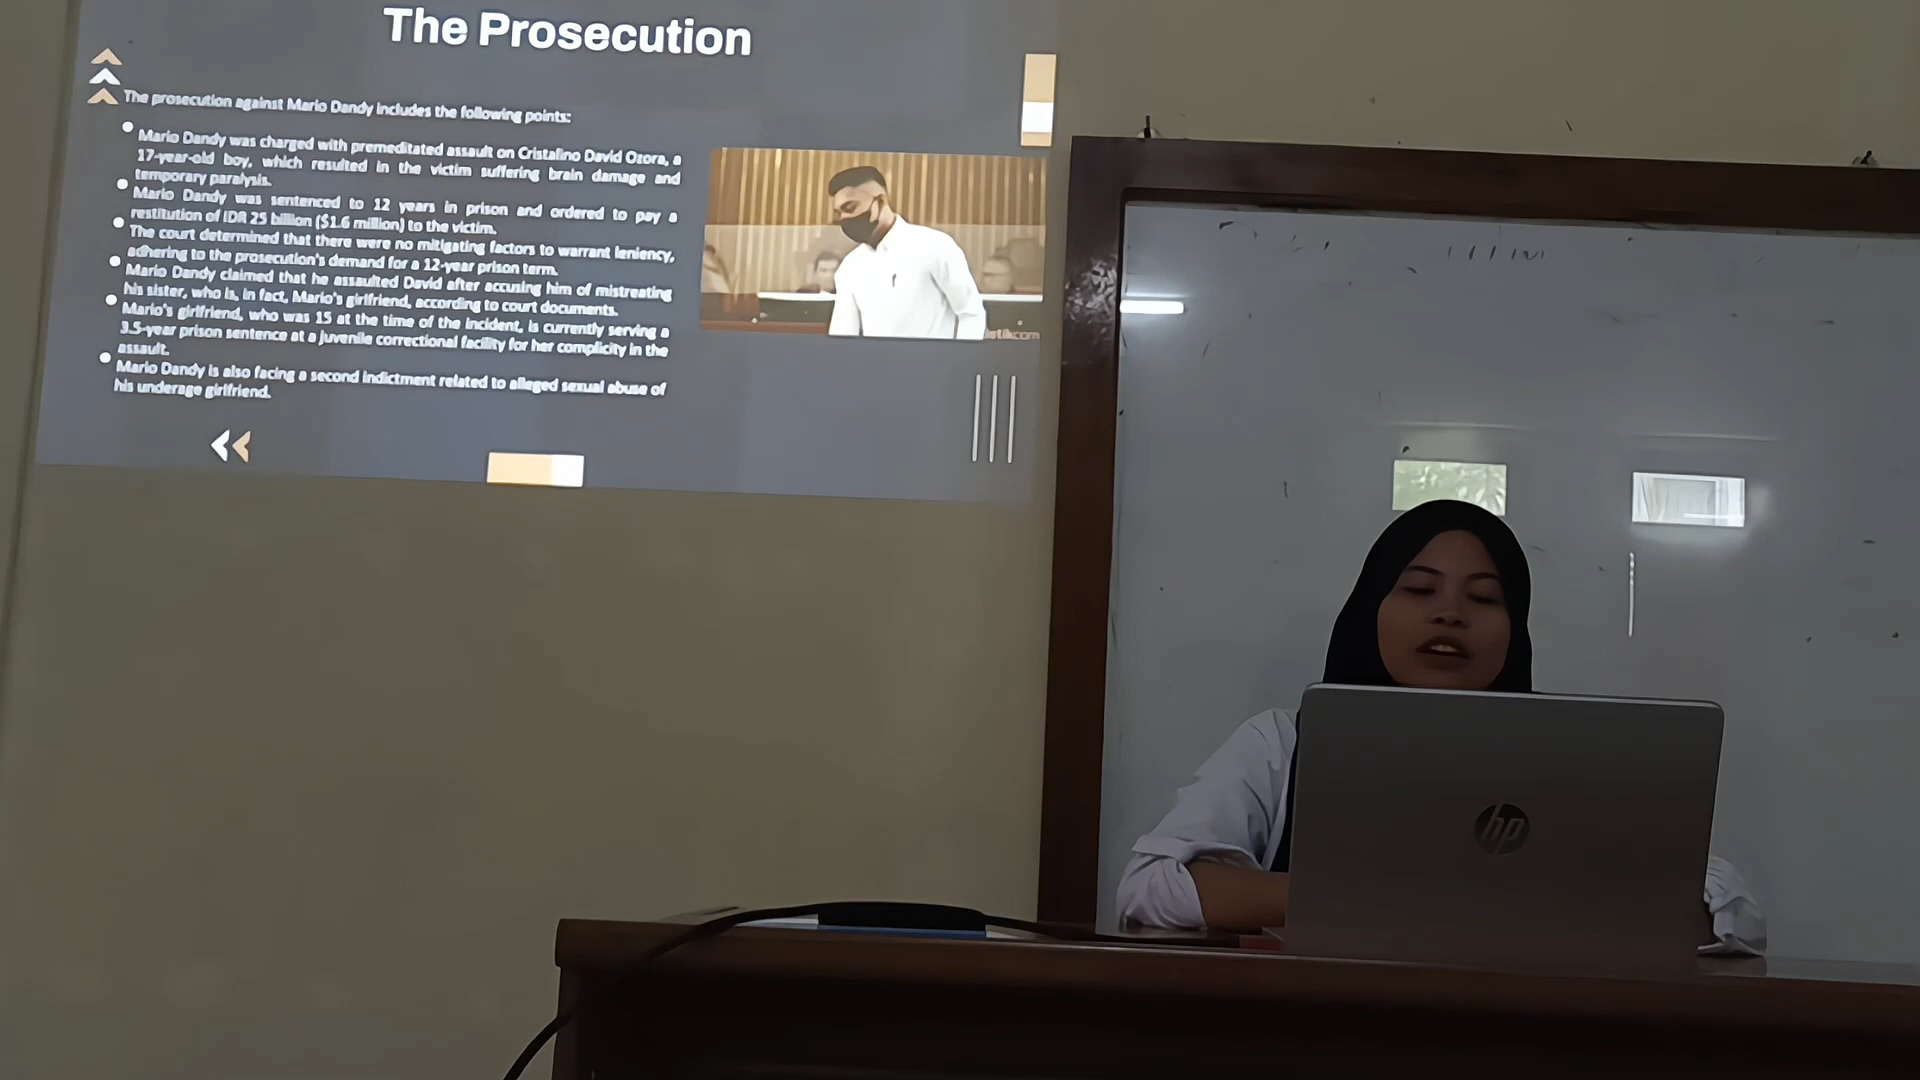 The Prosecution
The prosecution against Mario Dandy includes the following points:
Mario Dandy was charged with premeditated assault on Cristalino David Ozora, a
17-year-old boy, which resulted in the victim suffering brain damage and
temporary paralysis.
Mario Dandy was sentenced to 12 years in prison and ordered to pay a
restitution of IDR 25 billion ($1.6 million) to the victim.
The court determined that there were no mitigating factors to warrant leniency,
adhering to the prosecution's demand for a 12-year prison term.
Mario Dandy claimed that he assaulted David after accusing him of mistreating
his sister, who is, in fact, Mario's girlfriend, according to court documents.
Mario's girlfriend, who was 15 at the time of the incident, is currently serving a
3.5-year prison sentence at a juvenile correctional facility for her complicity in the
assault.
Mario Dandy is also facing a second indictment related to alleged sexual abuse of
his underage girlfriend.
hp